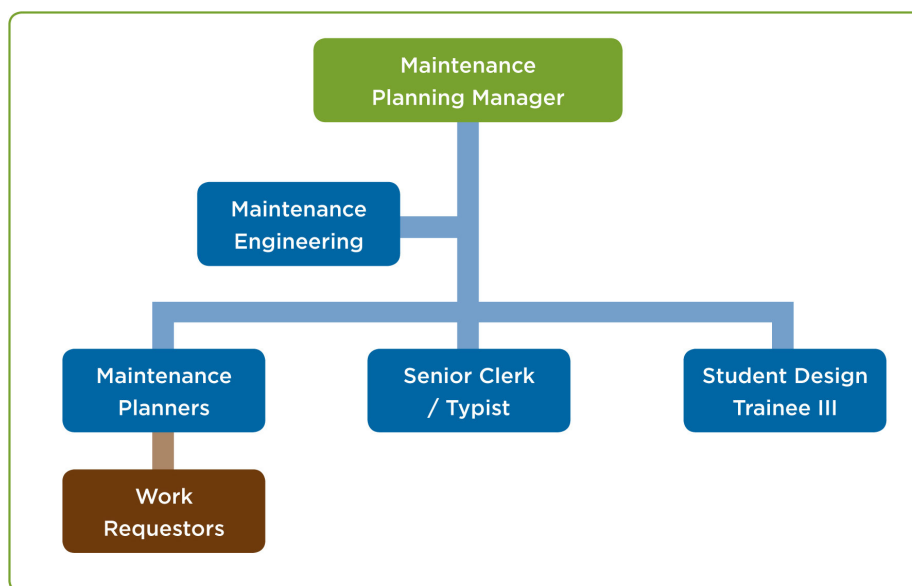 Maintenance
Planning Manager
Maintenance
Engineering
Maintenance
Planners
Senior Clerk
/ Typist
Student Design
Trainee III
Work
Requestors